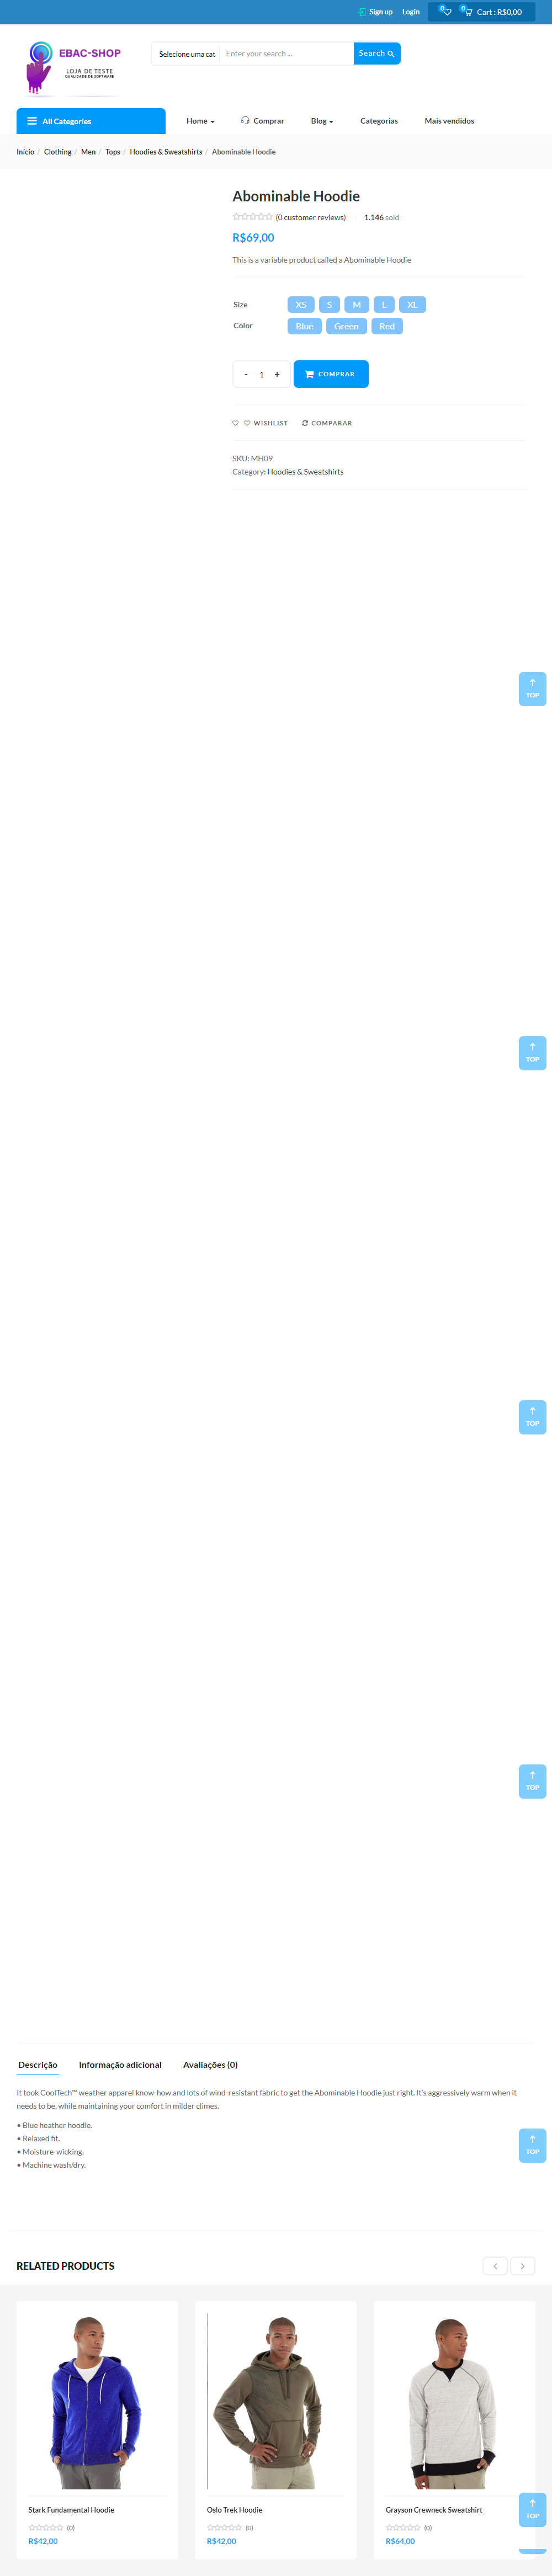 Sign up Login 0 0 Cart : R$0,00
EBAC-SHOP
LOJA DE TESTE
QUALIDADE DE SOFTWARE
Selecione uma cat Enter your search ... Search
All Categories Home Comprar Blog Categorias Mais vendidos
Início / Clothing / Men / Tops / Hoodies & Sweatshirts / Abominable Hoodie
Abominable Hoodie
(0 customer reviews) 1.146 sold
R$69,00
This is a variable product called a Abominable Hoodie
Size XS S M L XL
Color Blue Green Red
- 1 + COMPRAR
WISHLIST COMPARAR
SKU: MH09
Category: Hoodies & Sweatshirts
TOP
TOP
TOP
TOP
Descrição Informação adicional Avaliações (0)
It took CoolTech™ weather apparel know-how and lots of wind-resistant fabric to get the Abominable Hoodie just right. It's aggressively warm when it
needs to be, while maintaining your comfort in milder climes.
• Blue heather hoodie.
• Relaxed fit.
• Moisture-wicking.
• Machine wash/dry.
TOP
RELATED PRODUCTS
Stark Fundamental Hoodie Oslo Trek Hoodie Grayson Crewneck Sweatshirt
TOP
(0) (0) (0)
R$42,00 R$42,00 R$64,00